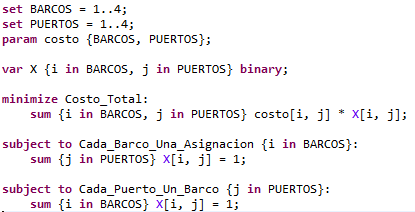 set BARCOS = 1..4;
set PUERTOS = 1..4;
param costo {BARCOS, PUERTOS};
var X {i in BARCOS, j in PUERTOS} binary;
minimize Costo_Total:
sum {i in BARCOS, j in PUERTOS} costo[i, j] * X[i, j];
subject to Cada_Barco_Una_Asignacion {i in BARCOS}:
sum {j in PUERTOS} X[i, j] = 1;
subject to Cada_Puerto_Un_Barco {j in PUERTOS}:
sum {i in BARCOS} X[i, j] = 1;